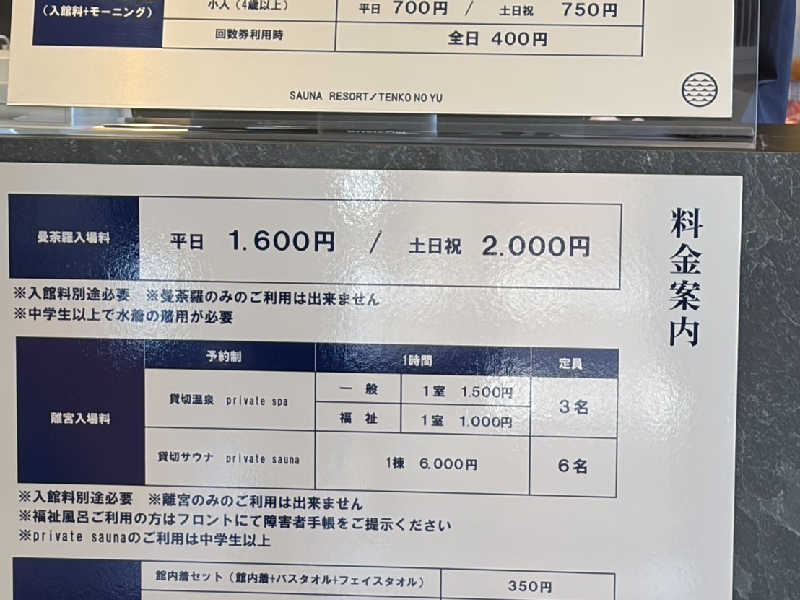 小人（4歳以上） 平日 700円 / 土日祝 750円
（入館料+モーニング）
回数券利用時 全日 400円
SAUNA RESORT/TENKO NO YU
料金案内
曼荼羅入場料 平日 1.600円 / 土日祝 2.000円
※入館料別途必要 ※曼荼羅のみのご利用は出来ません
※中学生以上で水着の着用が必要
予約制 1時間 定員
離宮入場料
貸切温泉 private spa 一般 1室 1.500円 3名
福祉 1室 1.000円
貸切サウナ private sauna 1棟 6.000円 6名
※入館料別途必要 ※離宮のみのご利用は出来ません
※福祉風呂ご利用の方はフロントにて障害者手帳をご提示ください
※private saunaのご利用は中学生以上
館内着セット（館内着+バスタオル+フェイスタオル） 350円